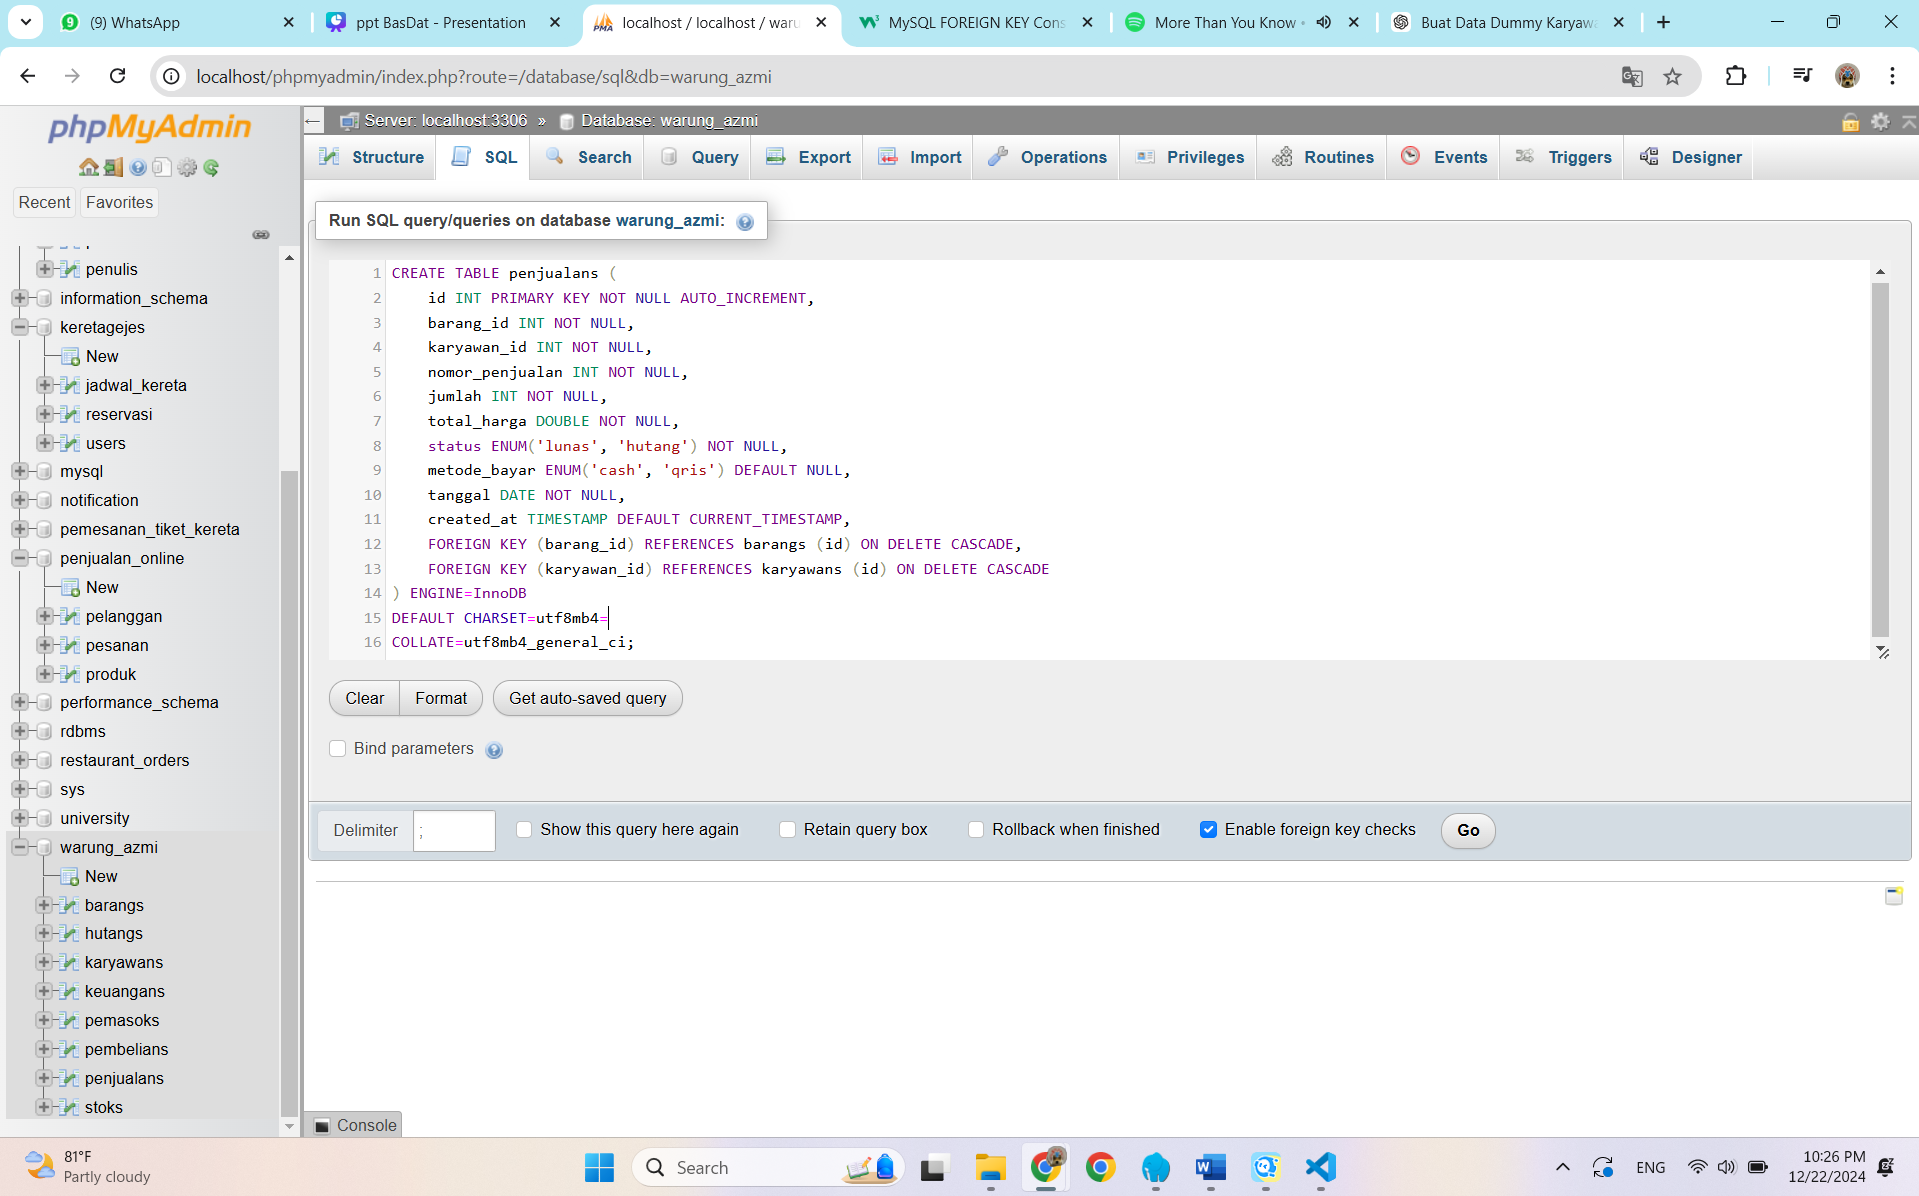 (9) WhatsApp
ppt BasDat - Presentation
localhost / localhost / waru
MySQL FOREIGN KEY Cons
More Than You Know
Buat Data Dummy Karyaw
localhost/phpmyadmin/index.php?route=/database/sql&db=warung_azmi
phpMyAdmin
Recent
Favorites
penulis
information_schema
keretagejes
New
jadwal_kereta
reservasi
users
mysql
notification
pemesanan_tiket_kereta
penjualan_online
New
pelanggan
pesanan
produk
performance_schema
rdbms
restaurant_orders
sys
university
warung_azmi
New
barangs
hutangs
karyawans
keuangans
pemasoks
pembelians
penjualans
stoks
Server: localhost:3306 » Database: warung_azmi
Structure
SQL
Search
Query
Export
Import
Operations
Privileges
Routines
Events
Triggers
Designer
Run SQL query/queries on database warung_azmi:
1 CREATE TABLE penjualans (
2 id INT PRIMARY KEY NOT NULL AUTO_INCREMENT,
3 barang_id INT NOT NULL,
4 karyawan_id INT NOT NULL,
5 nomor_penjualan INT NOT NULL,
6 jumlah INT NOT NULL,
7 total_harga DOUBLE NOT NULL,
8 status ENUM('lunas', 'hutang') NOT NULL,
9 metode_bayar ENUM('cash', 'qris') DEFAULT NULL,
10 tanggal DATE NOT NULL,
11 created_at TIMESTAMP DEFAULT CURRENT_TIMESTAMP,
12 FOREIGN KEY (barang_id) REFERENCES barangs (id) ON DELETE CASCADE,
13 FOREIGN KEY (karyawan_id) REFERENCES karyawans (id) ON DELETE CASCADE
14 ) ENGINE=InnoDB
15 DEFAULT CHARSET=utf8mb4=
16 COLLATE=utf8mb4_general_ci;
Clear
Format
Get auto-saved query
Bind parameters
Delimiter
;
Show this query here again
Retain query box
Rollback when finished
Enable foreign key checks
Go
Console
81°F
Partly cloudy
Search
ENG
10:26 PM
12/22/2024